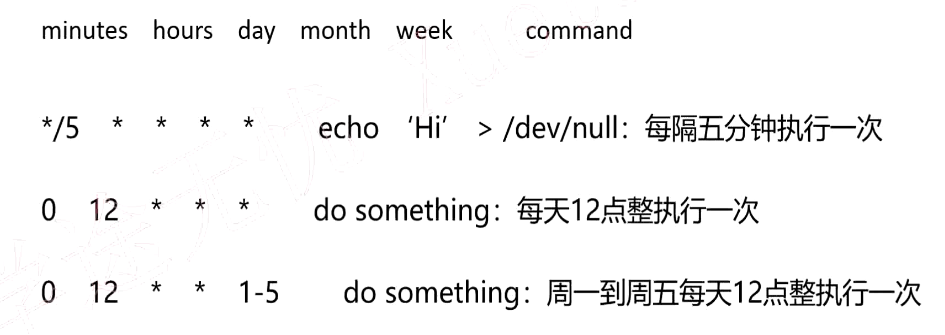 minutes hours day month week command
*/5 * * * * echo ‘Hi’ > /dev/null：每隔五分钟执行一次
0 12 * * * do something：每天12点整执行一次
0 12 * * 1-5 do something：周一到周五每天12点整执行一次